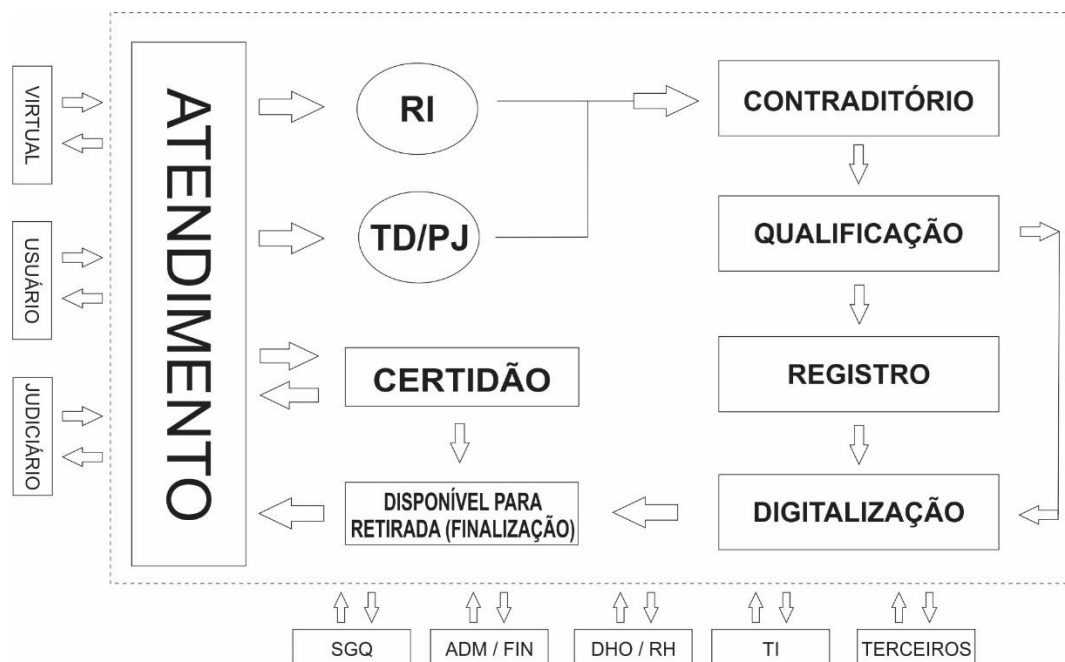 VIRTUAL
USUÁRIO
JUDICIÁRIO
ATENDIMENTO
RI
TD/PJ
CERTIDÃO
DISPONÍVEL PARA
RETIRADA (FINALIZAÇÃO)
CONTRADITÓRIO
QUALIFICAÇÃO
REGISTRO
DIGITALIZAÇÃO
SGQ
ADM / FIN
DHO / RH
TI
TERCEIROS